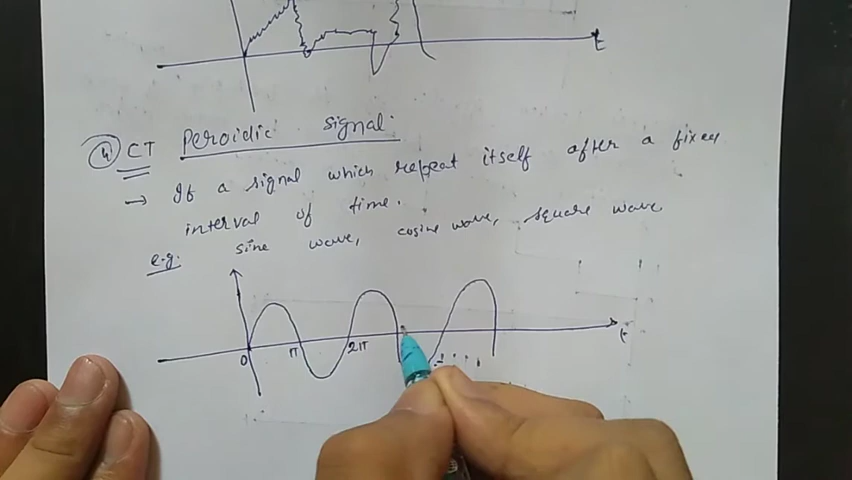 t
④ CT Peroidic signal.
→ If a signal which repeat itself after a fixed
interval of time.
e.g. sine wave, cosine wave, square wave
0 π 2π t